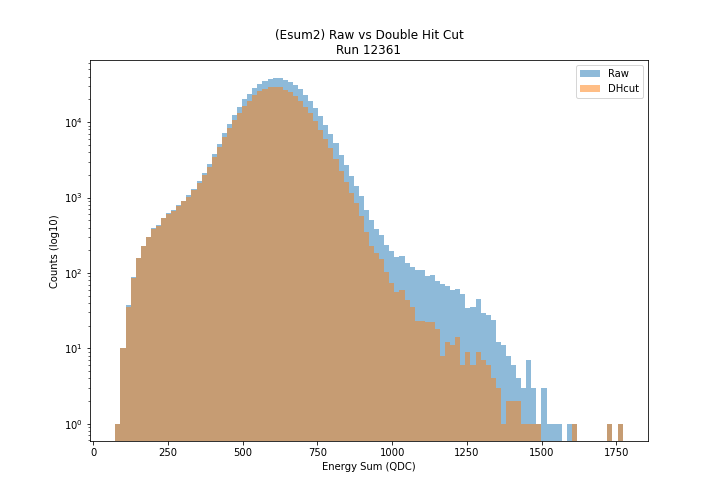 (Esum2) Raw vs Double Hit Cut
Run 12361
Raw
DHcut
Counts (log10)
10⁴
10³
10²
10¹
10⁰
0 250 500 750 1000 1250 1500 1750
Energy Sum (QDC)